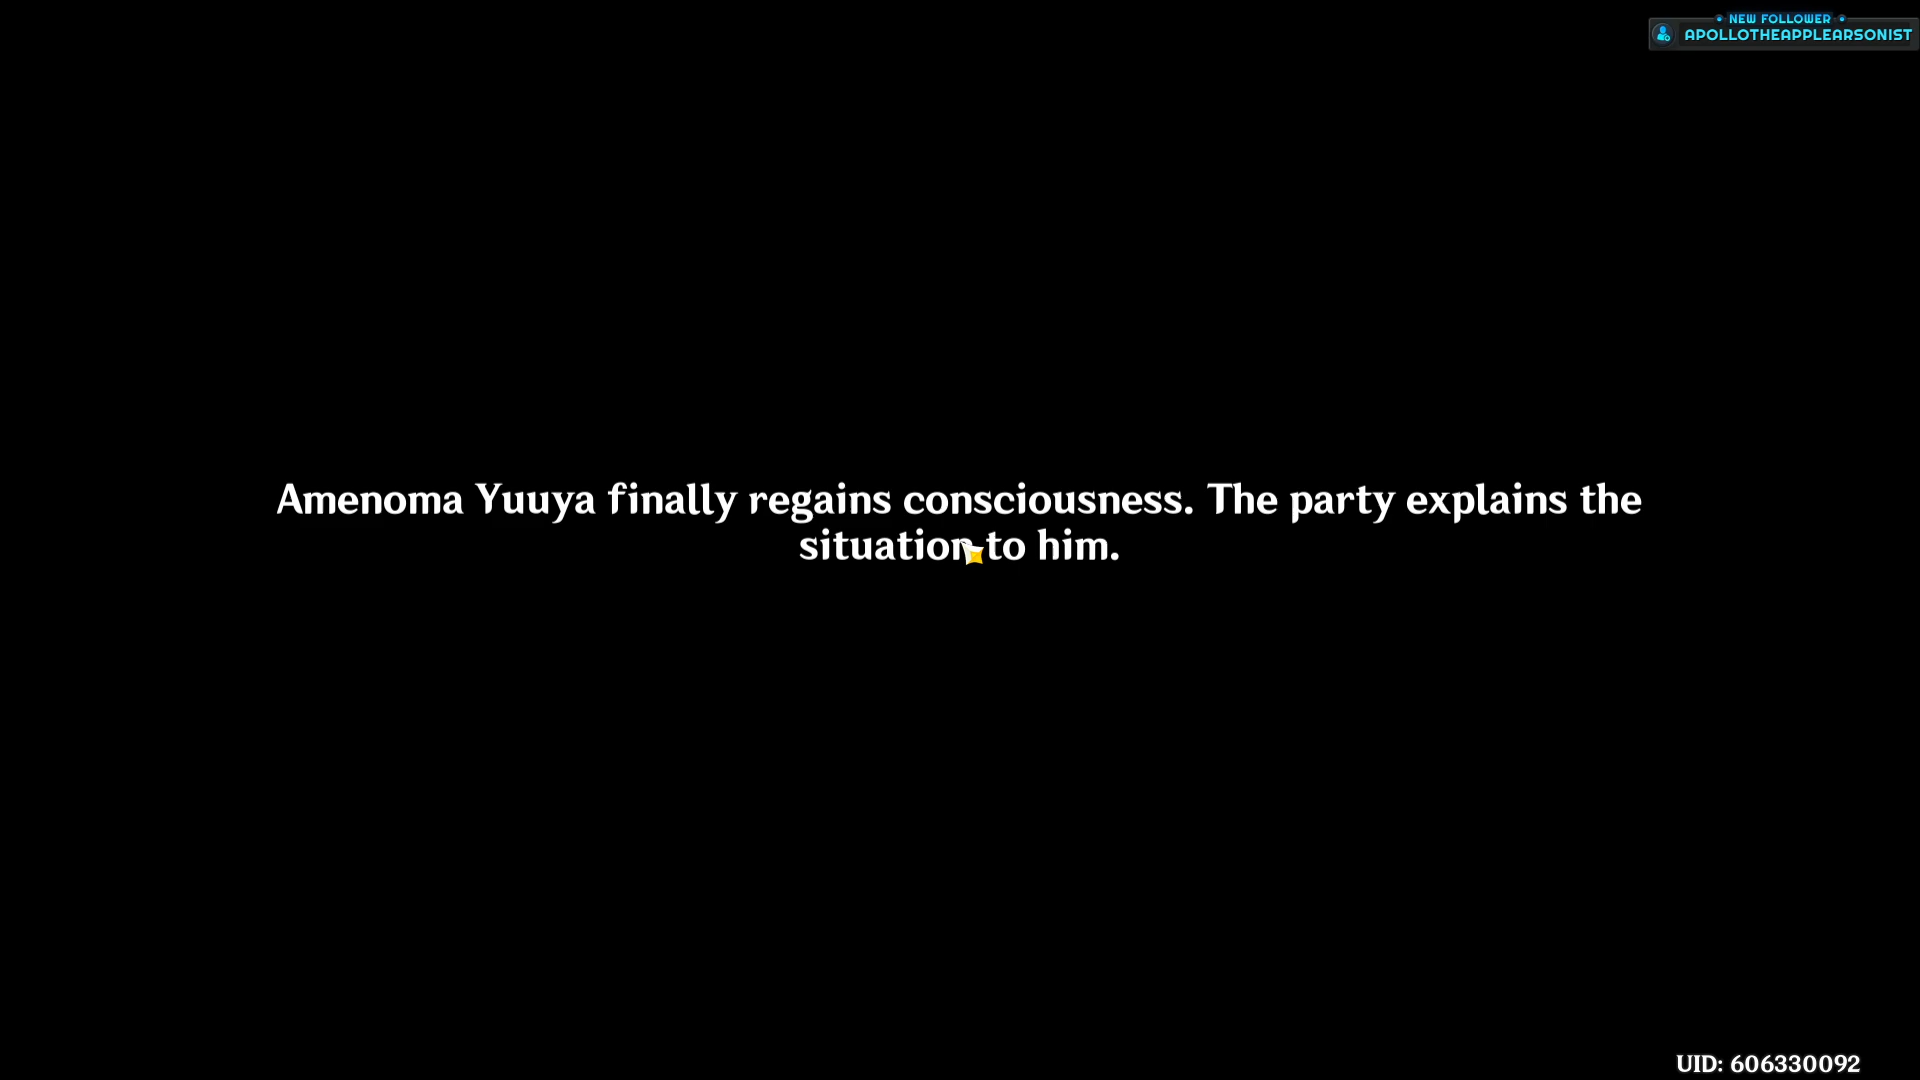 NEW FOLLOWER
APOLLOTHEAPPLEARSONIST
Amenoma Yuuya finally regains consciousness. The party explains the
situation to him.
UID: 606330092